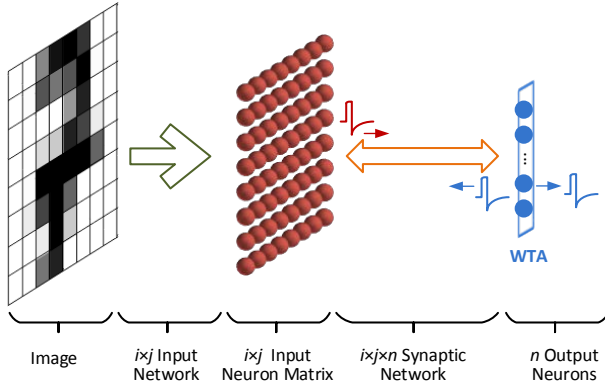 ...
WTA
Image
i×j Input
Network
i×j Input
Neuron Matrix
i×j×n Synaptic
Network
n Output
Neurons